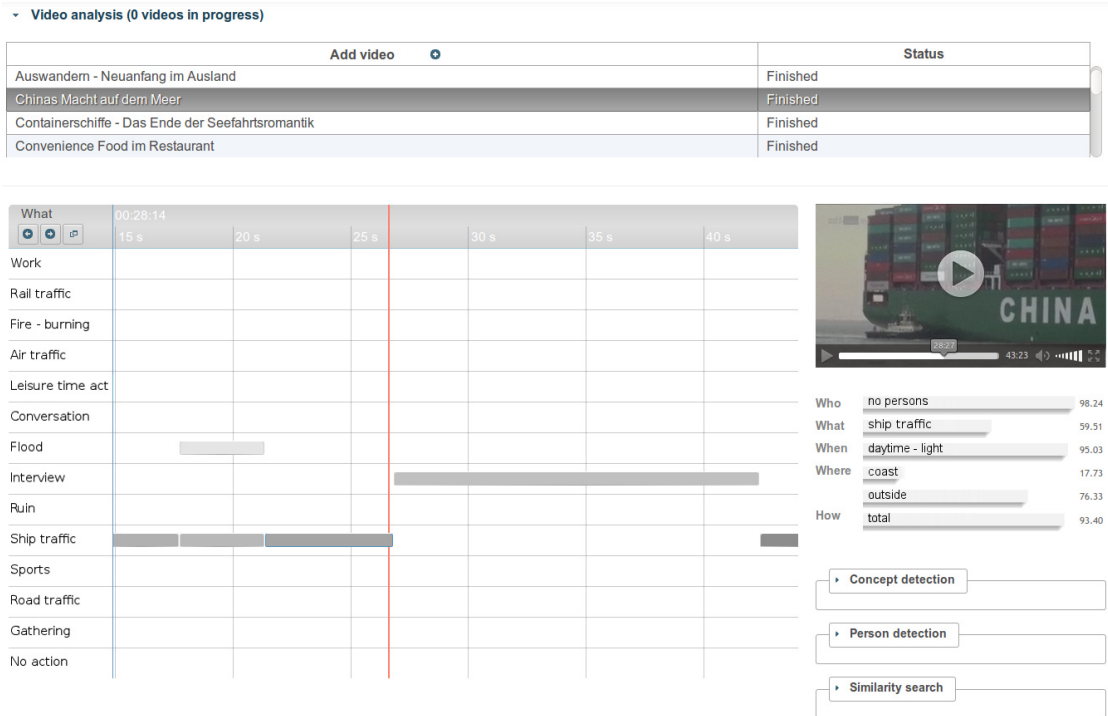 Video analysis (0 videos in progress)
Add video Status
Auswandern - Neuanfang im Ausland Finished
Chinas Macht auf dem Meer Finished
Containerschiffe - Das Ende der Seefahrtsromantik Finished
Convenience Food im Restaurant Finished
What 00:28:14
15 s 20 s 25 s 30 s 35 s 40 s
Work
Rail traffic
Fire - burning
Air traffic
Leisure time act
Conversation
Flood
Interview
Ruin
Ship traffic
Sports
Road traffic
Gathering
No action
CHINA
28:27
43:23
Who no persons 98.24
What ship traffic 59.51
When daytime - light 95.03
Where coast 17.73
outside 76.33
How total 93.40
Concept detection
Person detection
Similarity search